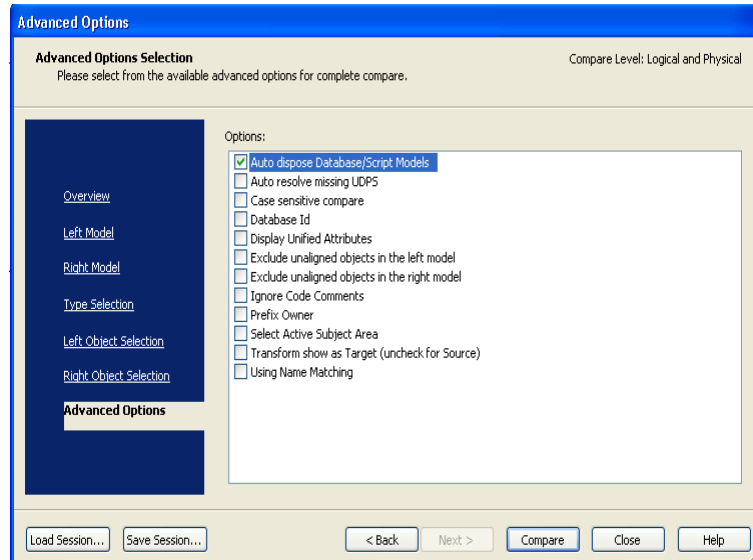 Advanced Options
Advanced Options Selection
Compare Level: Logical and Physical
Please select from the available advanced options for complete compare.
Options:
Auto dispose Database/Script Models
Auto resolve missing UDPS
Case sensitive compare
Database Id
Display Unified Attributes
Exclude unaligned objects in the left model
Exclude unaligned objects in the right model
Ignore Code Comments
Prefix Owner
Select Active Subject Area
Transform show as Target (uncheck for Source)
Using Name Matching
Overview
Left Model
Right Model
Type Selection
Left Object Selection
Right Object Selection
Advanced Options
Load Session... Save Session... < Back Next > Compare Close Help